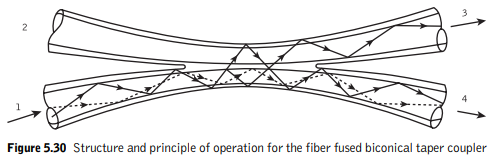 2
3
1
4
Figure 5.30 Structure and principle of operation for the fiber fused biconical taper coupler